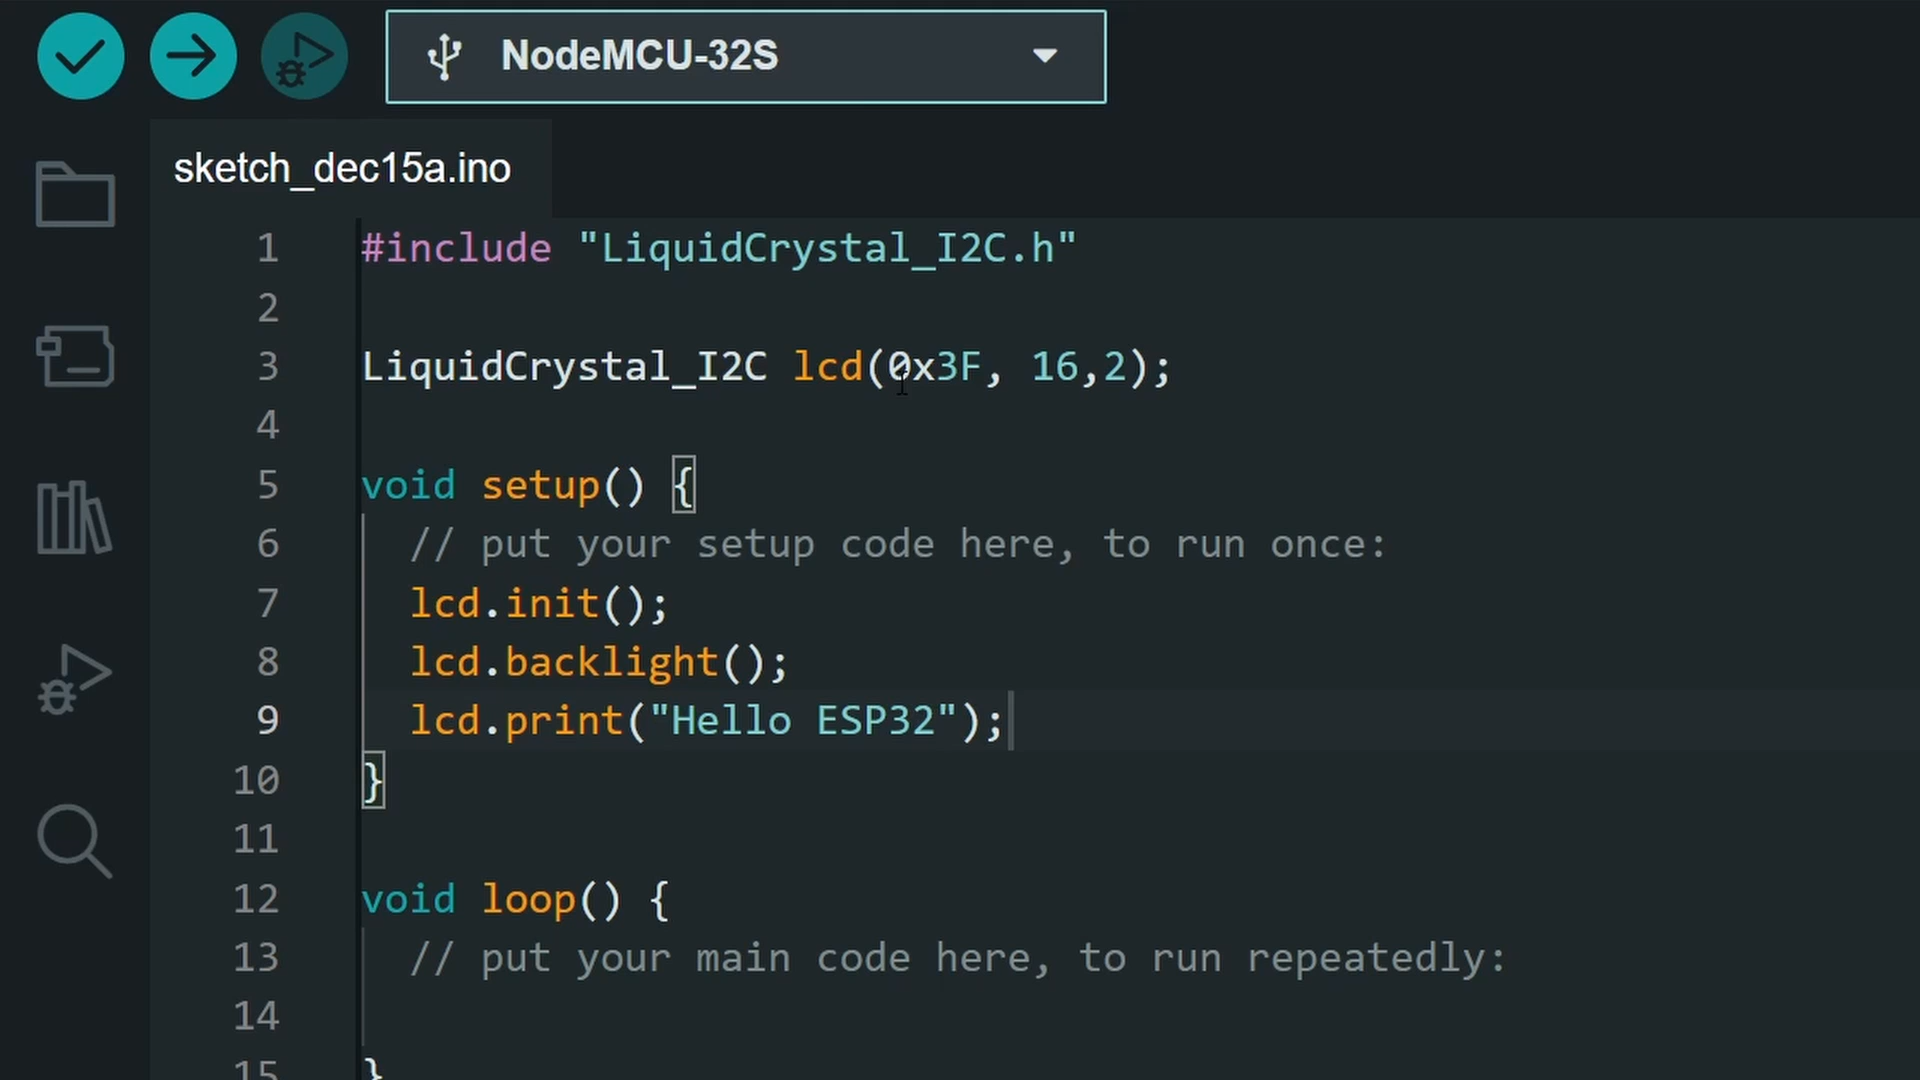 NodeMCU-32S
sketch_dec15a.ino
1 #include "LiquidCrystal_I2C.h"
2
3 LiquidCrystal_I2C lcd(0x3F, 16,2);
4
5 void setup() {
6 // put your setup code here, to run once:
7 lcd.init();
8 lcd.backlight();
9 lcd.print("Hello ESP32");
10 }
11
12 void loop() {
13 // put your main code here, to run repeatedly:
14
15 }